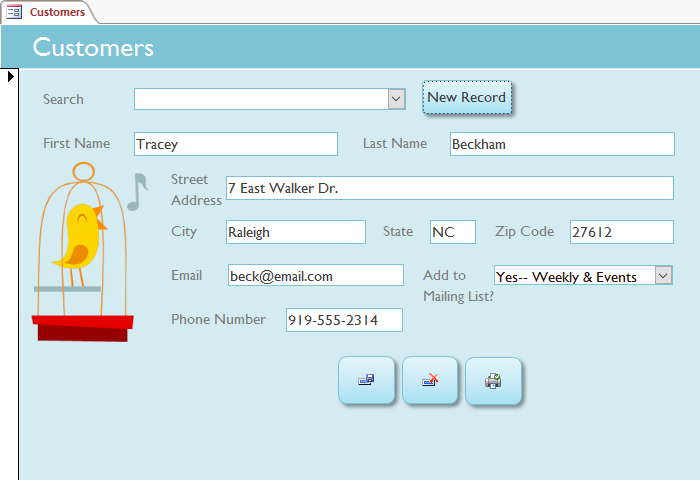 Customers
Customers
Search New Record
First Name Tracey Last Name Beckham
Street Address 7 East Walker Dr.
City Raleigh State NC Zip Code 27612
Email beck@email.com Add to Mailing List? Yes-- Weekly & Events
Phone Number 919-555-2314